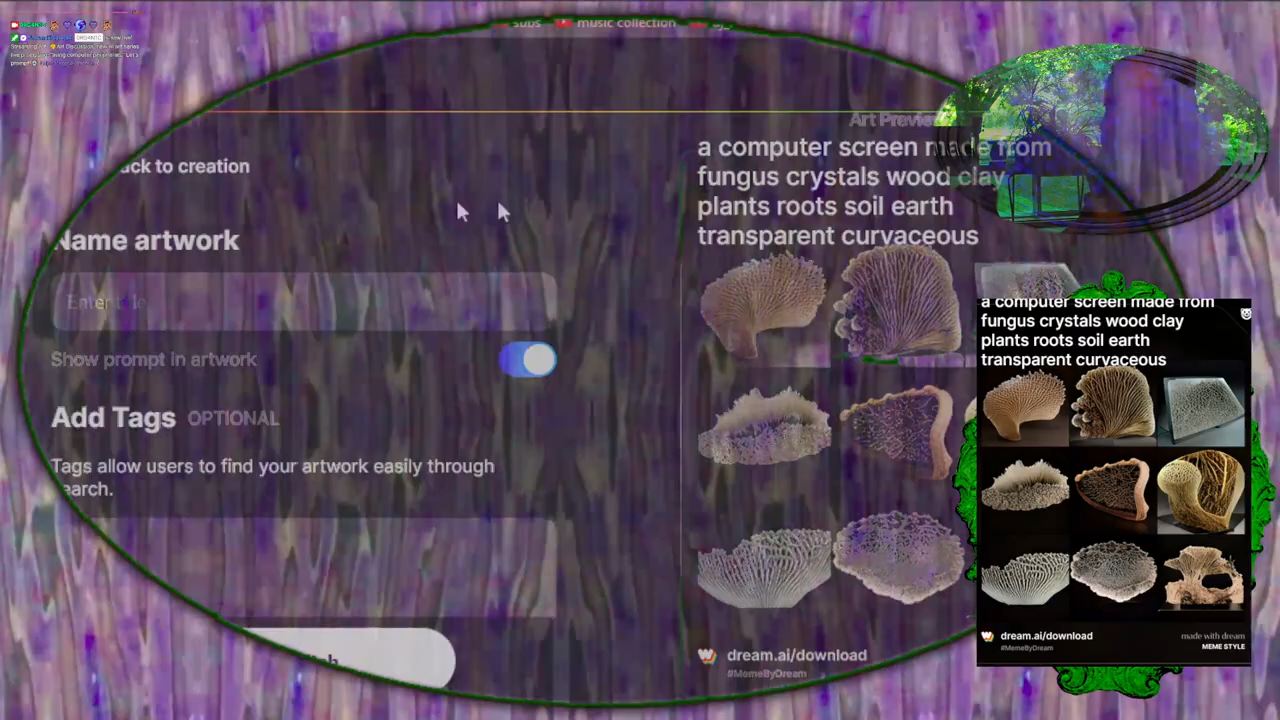 subs music collection
ORG4N1C
Art Preview
a computer screen made from
fungus crystals wood clay
plants roots soil earth
transparent curvaceous
ack to creation
Name artwork
Show prompt in artwork
Add Tags OPTIONAL
Tags allow users to find your artwork easily through
earch.
dream.ai/download
#MemeByDream
a computer screen made from
fungus crystals wood clay
plants roots soil earth
transparent curvaceous
dream.ai/download
#MemeByDream
made with dream
MEME STYLE